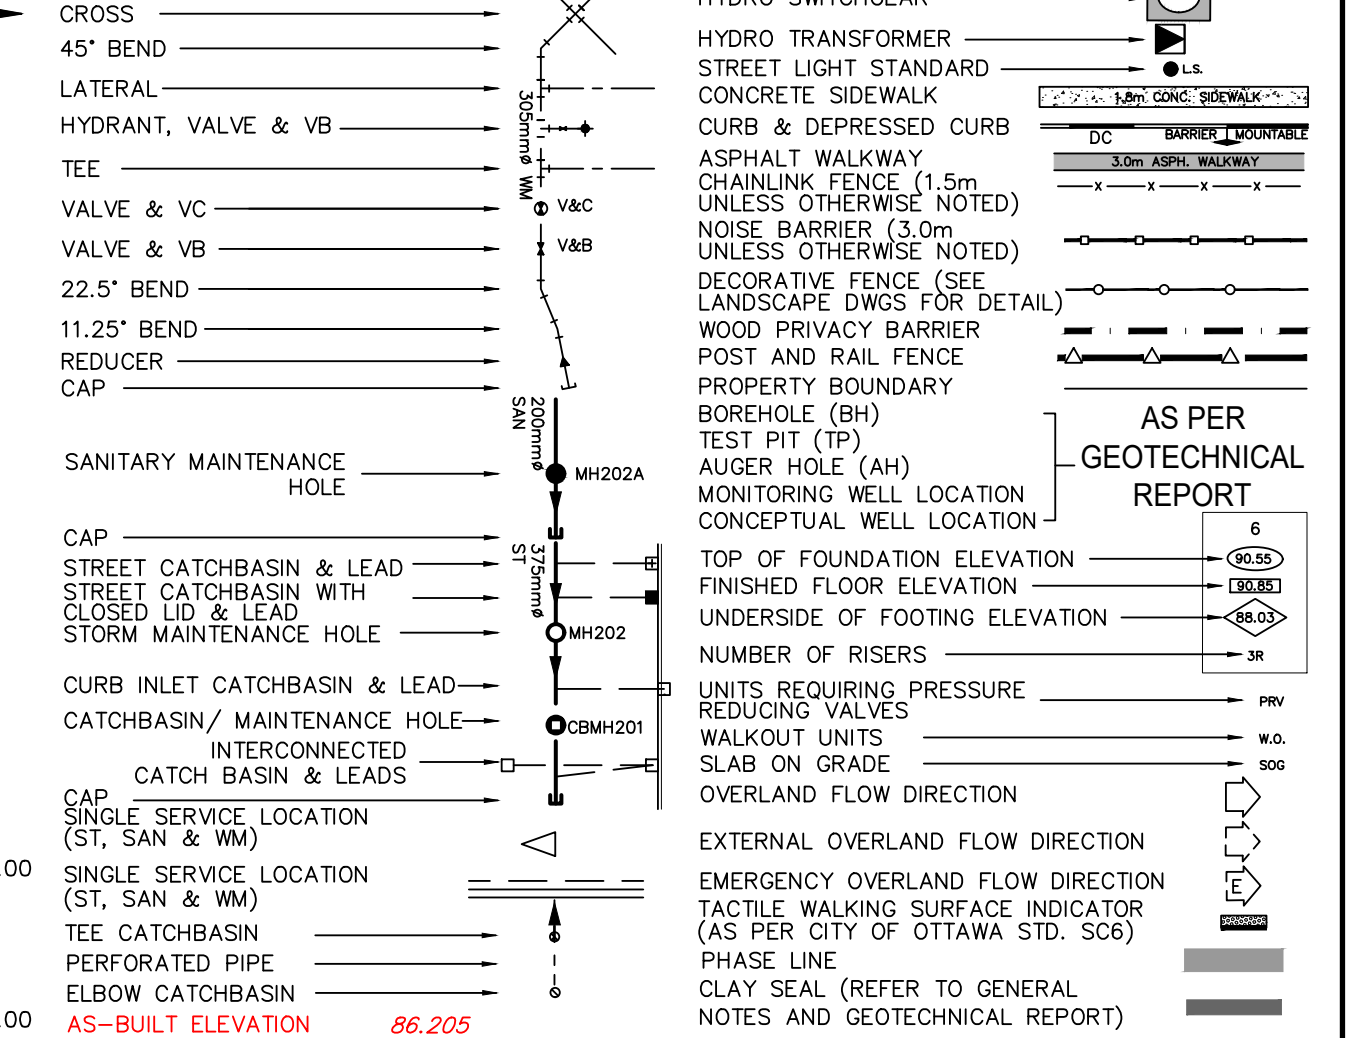 CROSS
45° BEND
LATERAL
HYDRANT, VALVE & VB
TEE
VALVE & VC
VALVE & VB
22.5° BEND
11.25° BEND
REDUCER
CAP
SANITARY MAINTENANCE
HOLE
CAP
STREET CATCHBASIN & LEAD
STREET CATCHBASIN WITH
CLOSED LID & LEAD
STORM MAINTENANCE HOLE
CURB INLET CATCHBASIN & LEAD
CATCHBASIN/ MAINTENANCE HOLE
INTERCONNECTED
CATCH BASIN & LEADS
CAP
SINGLE SERVICE LOCATION
(ST, SAN & WM)
.00
SINGLE SERVICE LOCATION
(ST, SAN & WM)
TEE CATCHBASIN
PERFORATED PIPE
ELBOW CATCHBASIN
.00
AS-BUILT ELEVATION 86.205
305mmø WM
V&C
V&B
200mmø
SAN
MH202A
375mmø
ST
MH202
CBMH201
HYDRO TRANSFORMER
STREET LIGHT STANDARD
L.S.
CONCRETE SIDEWALK
1.8m CONC. SIDEWALK
CURB & DEPRESSED CURB
DC
BARRIER
MOUNTABLE
ASPHALT WALKWAY
3.0m ASPH. WALKWAY
CHAINLINK FENCE (1.5m
UNLESS OTHERWISE NOTED)
X X X X
NOISE BARRIER (3.0m
UNLESS OTHERWISE NOTED)
DECORATIVE FENCE (SEE
LANDSCAPE DWGS FOR DETAIL)
WOOD PRIVACY BARRIER
POST AND RAIL FENCE
PROPERTY BOUNDARY
BOREHOLE (BH)
TEST PIT (TP)
AUGER HOLE (AH)
MONITORING WELL LOCATION
CONCEPTUAL WELL LOCATION
AS PER
GEOTECHNICAL
REPORT
6
TOP OF FOUNDATION ELEVATION
90.55
FINISHED FLOOR ELEVATION
90.85
UNDERSIDE OF FOOTING ELEVATION
88.03
NUMBER OF RISERS
3R
UNITS REQUIRING PRESSURE
REDUCING VALVES
PRV
WALKOUT UNITS
W.O.
SLAB ON GRADE
SOG
OVERLAND FLOW DIRECTION
EXTERNAL OVERLAND FLOW DIRECTION
EMERGENCY OVERLAND FLOW DIRECTION
E
TACTILE WALKING SURFACE INDICATOR
(AS PER CITY OF OTTAWA STD. SC6)
PHASE LINE
CLAY SEAL (REFER TO GENERAL
NOTES AND GEOTECHNICAL REPORT)